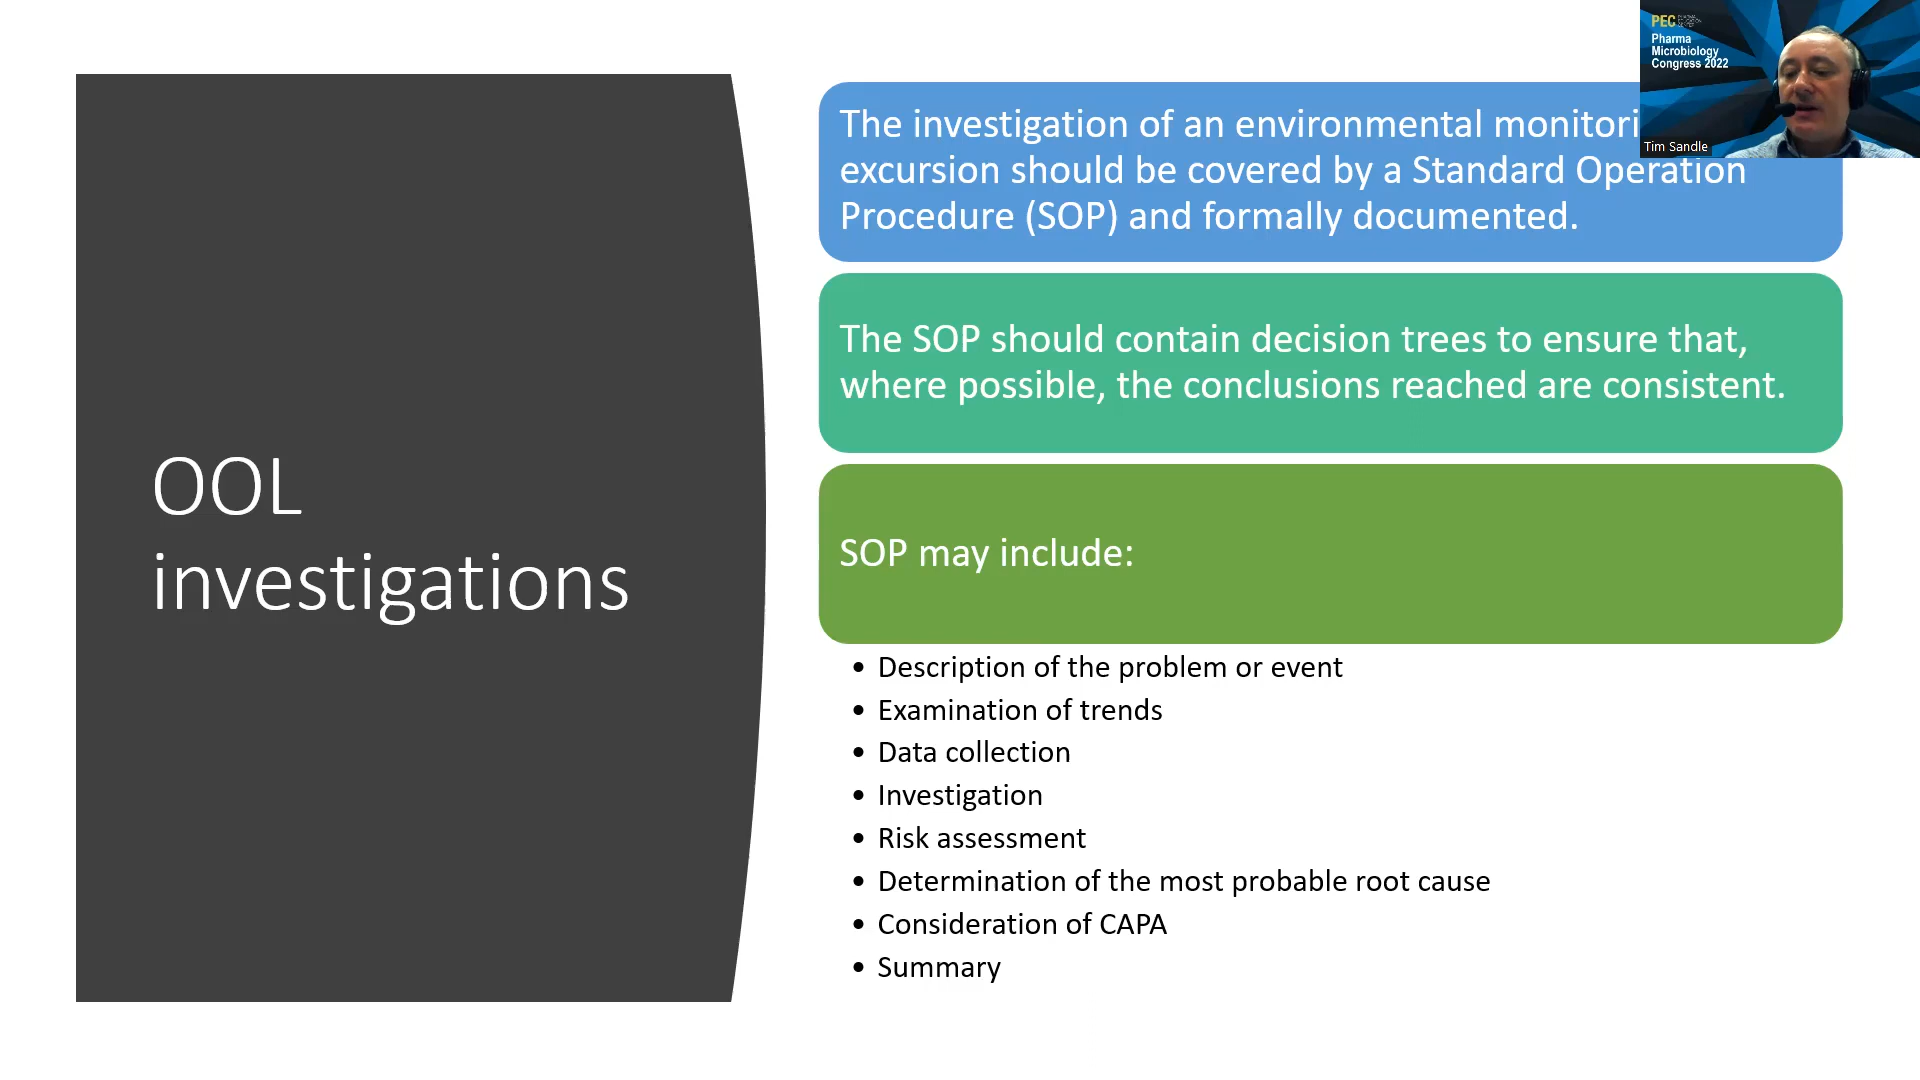 OOL
investigations
The investigation of an environmental monitori
excursion should be covered by a Standard Operation
Procedure (SOP) and formally documented.
The SOP should contain decision trees to ensure that,
where possible, the conclusions reached are consistent.
SOP may include:
• Description of the problem or event
• Examination of trends
• Data collection
• Investigation
• Risk assessment
• Determination of the most probable root cause
• Consideration of CAPA
• Summary
PEC
Pharma
Microbiology
Congress 2022
Tim Sandle